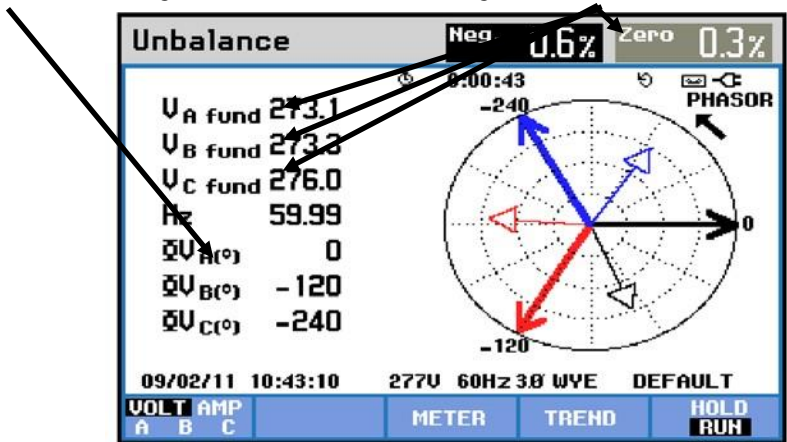 Unbalance Neg. 0.6% Zero 0.3%
0:00:43
V A fund 273.1
V B fund 273.3
V C fund 276.0
Hz 59.99
ΦV A(°) 0
ΦV B(°) -120
ΦV C(°) -240
-240
PHASOR
0
-120
09/02/11 10:43:10 277V 60Hz 3Ø WYE DEFAULT
VOLT AMP
A B C
METER
TREND
HOLD
RUN